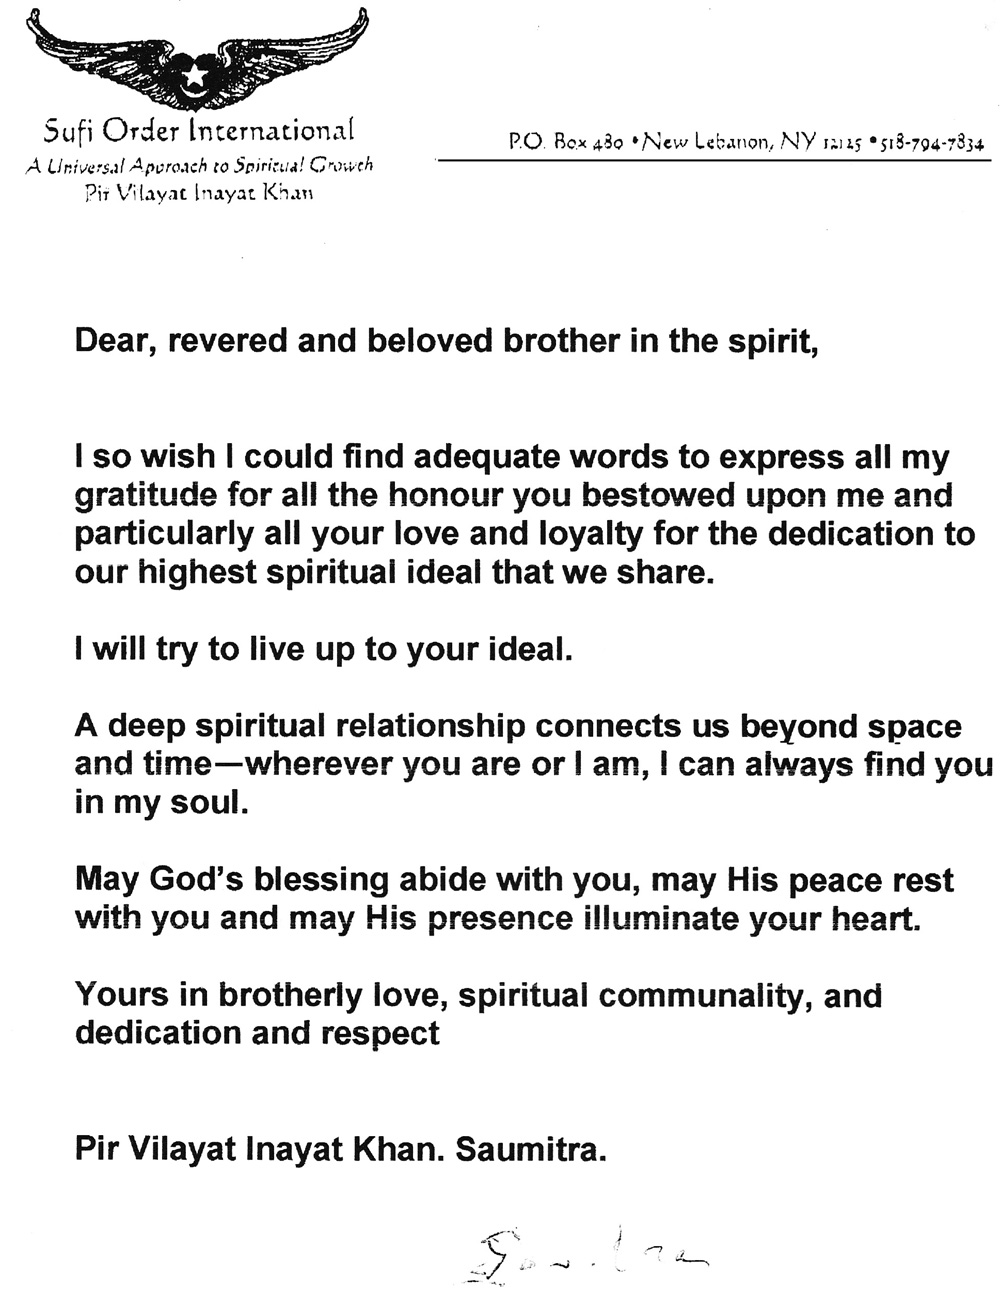 Sufi Order International
A Universal Approach to Spiritual Growth
Pir Vilayat Inayat Khan
P.O. Box 480 • New Lebanon, NY 12125 • 518-794-7834
Dear, revered and beloved brother in the spirit,
I so wish I could find adequate words to express all my
gratitude for all the honour you bestowed upon me and
particularly all your love and loyalty for the dedication to
our highest spiritual ideal that we share.
I will try to live up to your ideal.
A deep spiritual relationship connects us beyond space
and time—wherever you are or I am, I can always find you
in my soul.
May God’s blessing abide with you, may His peace rest
with you and may His presence illuminate your heart.
Yours in brotherly love, spiritual communality, and
dedication and respect
Pir Vilayat Inayat Khan. Saumitra.